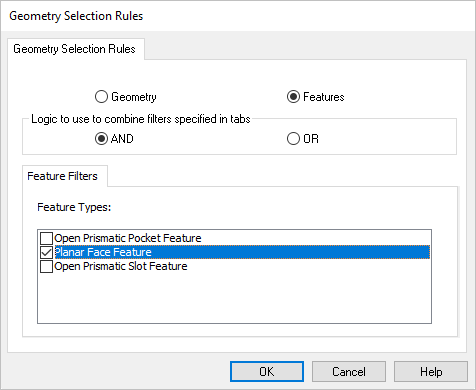 Geometry Selection Rules
Geometry Selection Rules
Geometry Features
Logic to use to combine filters specified in tabs
AND OR
Feature Filters
Feature Types:
Open Prismatic Pocket Feature
Planar Face Feature
Open Prismatic Slot Feature
OK Cancel Help